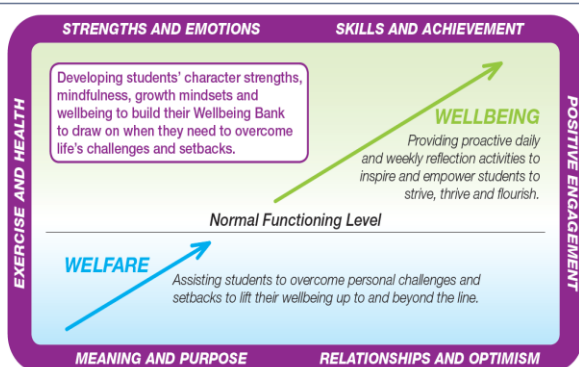 STRENGTHS AND EMOTIONS
SKILLS AND ACHIEVEMENT
EXERCISE AND HEALTH
Developing students' character strengths,
mindfulness, growth mindsets and
wellbeing to build their Wellbeing Bank
to draw on when they need to overcome
life's challenges and setbacks.
WELLBEING
Providing proactive daily
and weekly reflection activities to
inspire and empower students to
strive, thrive and flourish.
POSITIVE ENGAGEMENT
Normal Functioning Level
WELFARE
Assisting students to overcome personal challenges and
setbacks to lift their wellbeing up to and beyond the line.
MEANING AND PURPOSE
RELATIONSHIPS AND OPTIMISM